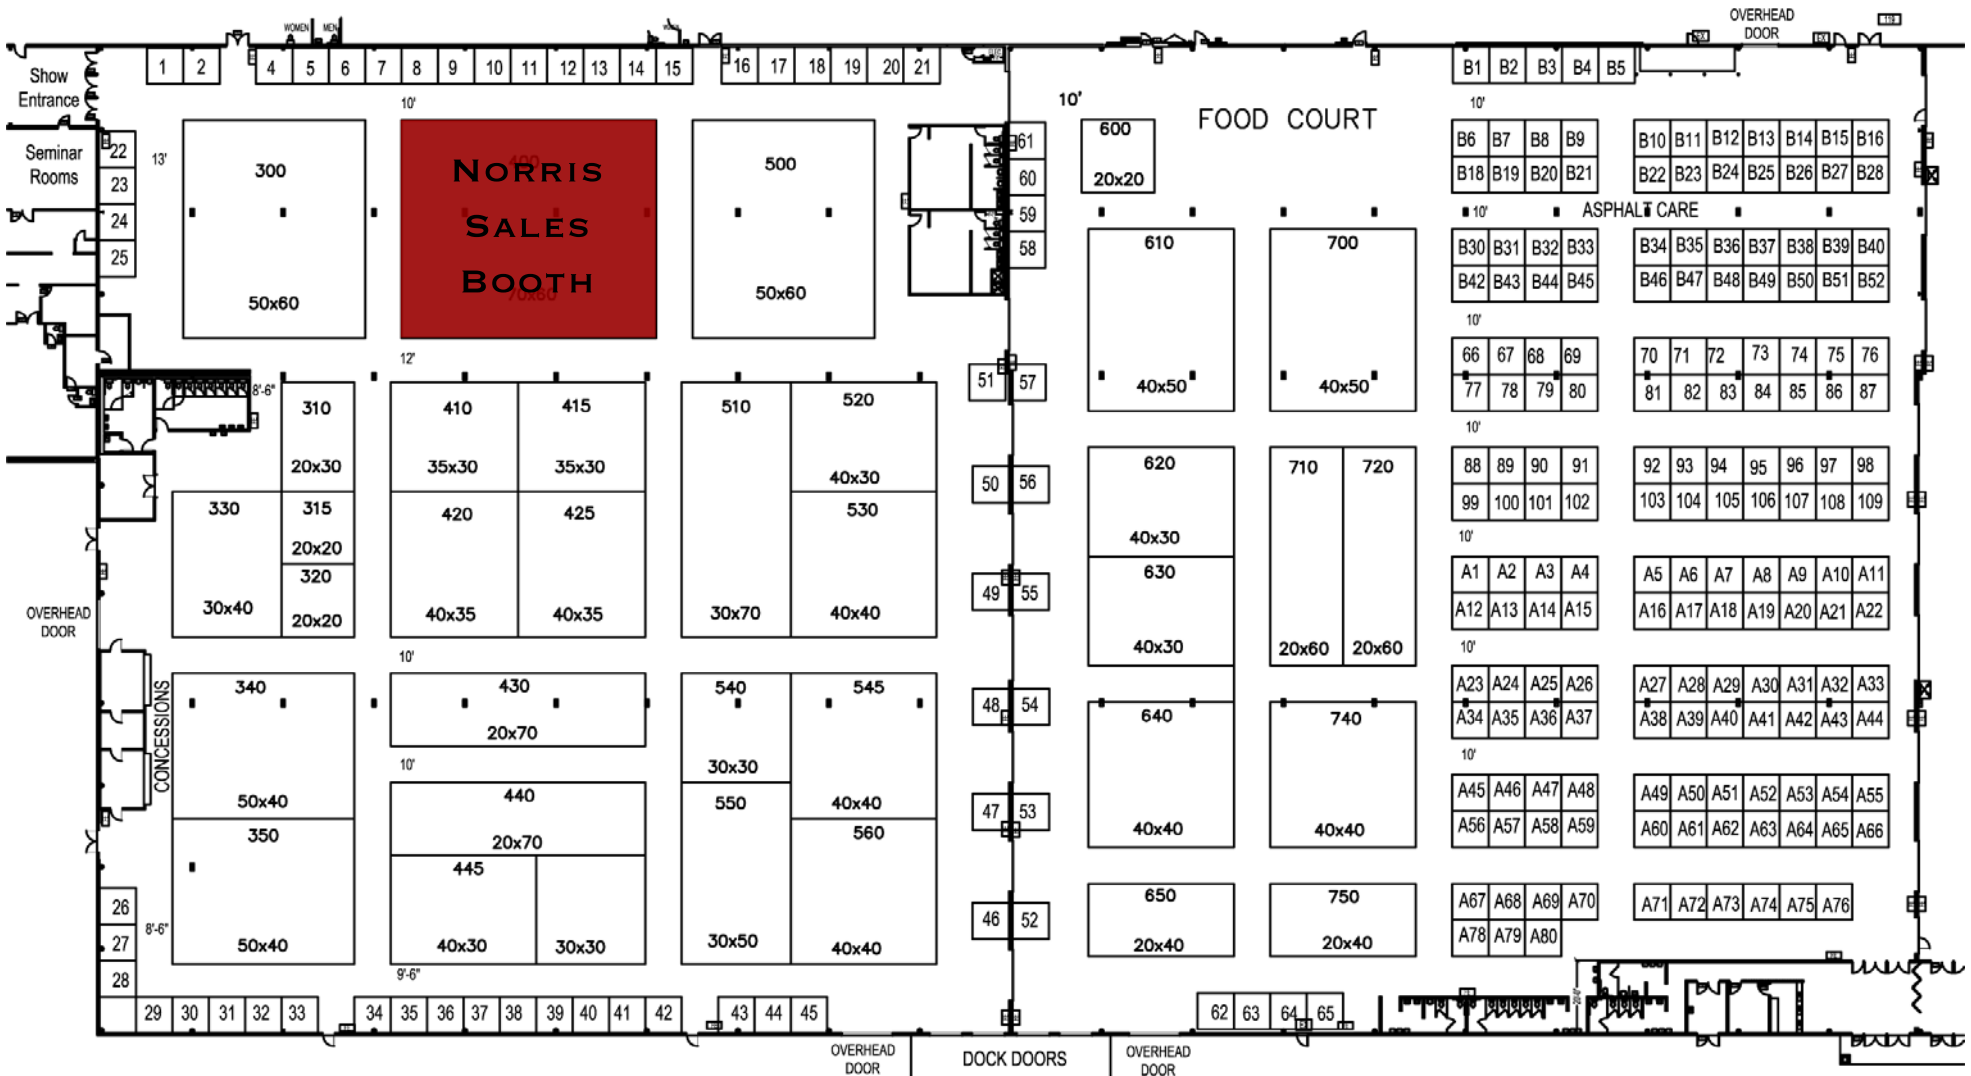 OVERHEAD
DOOR
119
WOMEN MEN
Show
Entrance
1 2 4 5 6 7 8 9 10 11 12 13 14 15 16 17 18 19 20 21
B1 B2 B3 B4 B5
10' 10' 10'
FOOD COURT
Seminar
Rooms
22 23 24 25
13'
300
50x60
400
70x60
NORRIS
SALES
BOOTH
500
50x60
61
60
59
58
600
20x20
B6 B7 B8 B9 B10 B11 B12 B13 B14 B15 B16
B18 B19 B20 B21 B22 B23 B24 B25 B26 B27 B28
10' ASPHALT CARE
B30 B31 B32 B33 B34 B35 B36 B37 B38 B39 B40
B42 B43 B44 B45 B46 B47 B48 B49 B50 B51 B52
610
40x50
700
40x50
10'
12'
66 67 68 69 70 71 72 73 74 75 76
77 78 79 80 81 82 83 84 85 86 87
10'
8'-6"
310
20x30
315
20x20
320
20x20
330
30x40
410
35x30
415
35x30
420
40x35
425
40x35
510
30x70
520
40x30
530
40x40
51 57
50 56
49 55
48 54
47 53
46 52
620
40x30
630
40x30
710
20x60
720
20x60
88 89 90 91 92 93 94 95 96 97 98
99 100 101 102 103 104 105 106 107 108 109
10'
A1 A2 A3 A4 A5 A6 A7 A8 A9 A10 A11
A12 A13 A14 A15 A16 A17 A18 A19 A20 A21 A22
10'
OVERHEAD
DOOR
CONCESSIONS
10'
340
50x40
350
50x40
430
20x70
10'
440
20x70
445
40x30
30x30
540
30x30
545
40x40
550
30x50
560
40x40
640
40x40
740
40x40
A23 A24 A25 A26 A27 A28 A29 A30 A31 A32 A33
A34 A35 A36 A37 A38 A39 A40 A41 A42 A43 A44
10'
A45 A46 A47 A48 A49 A50 A51 A52 A53 A54 A55
A56 A57 A58 A59 A60 A61 A62 A63 A64 A65 A66
650
20x40
750
20x40
A67 A68 A69 A70 A71 A72 A73 A74 A75 A76
A78 A79 A80
26
27
28
8'-6"
9'-6"
29 30 31 32 33 34 35 36 37 38 39 40 41 42 43 44 45
62 63 64 65
OVERHEAD
DOOR
DOCK DOORS
OVERHEAD
DOOR